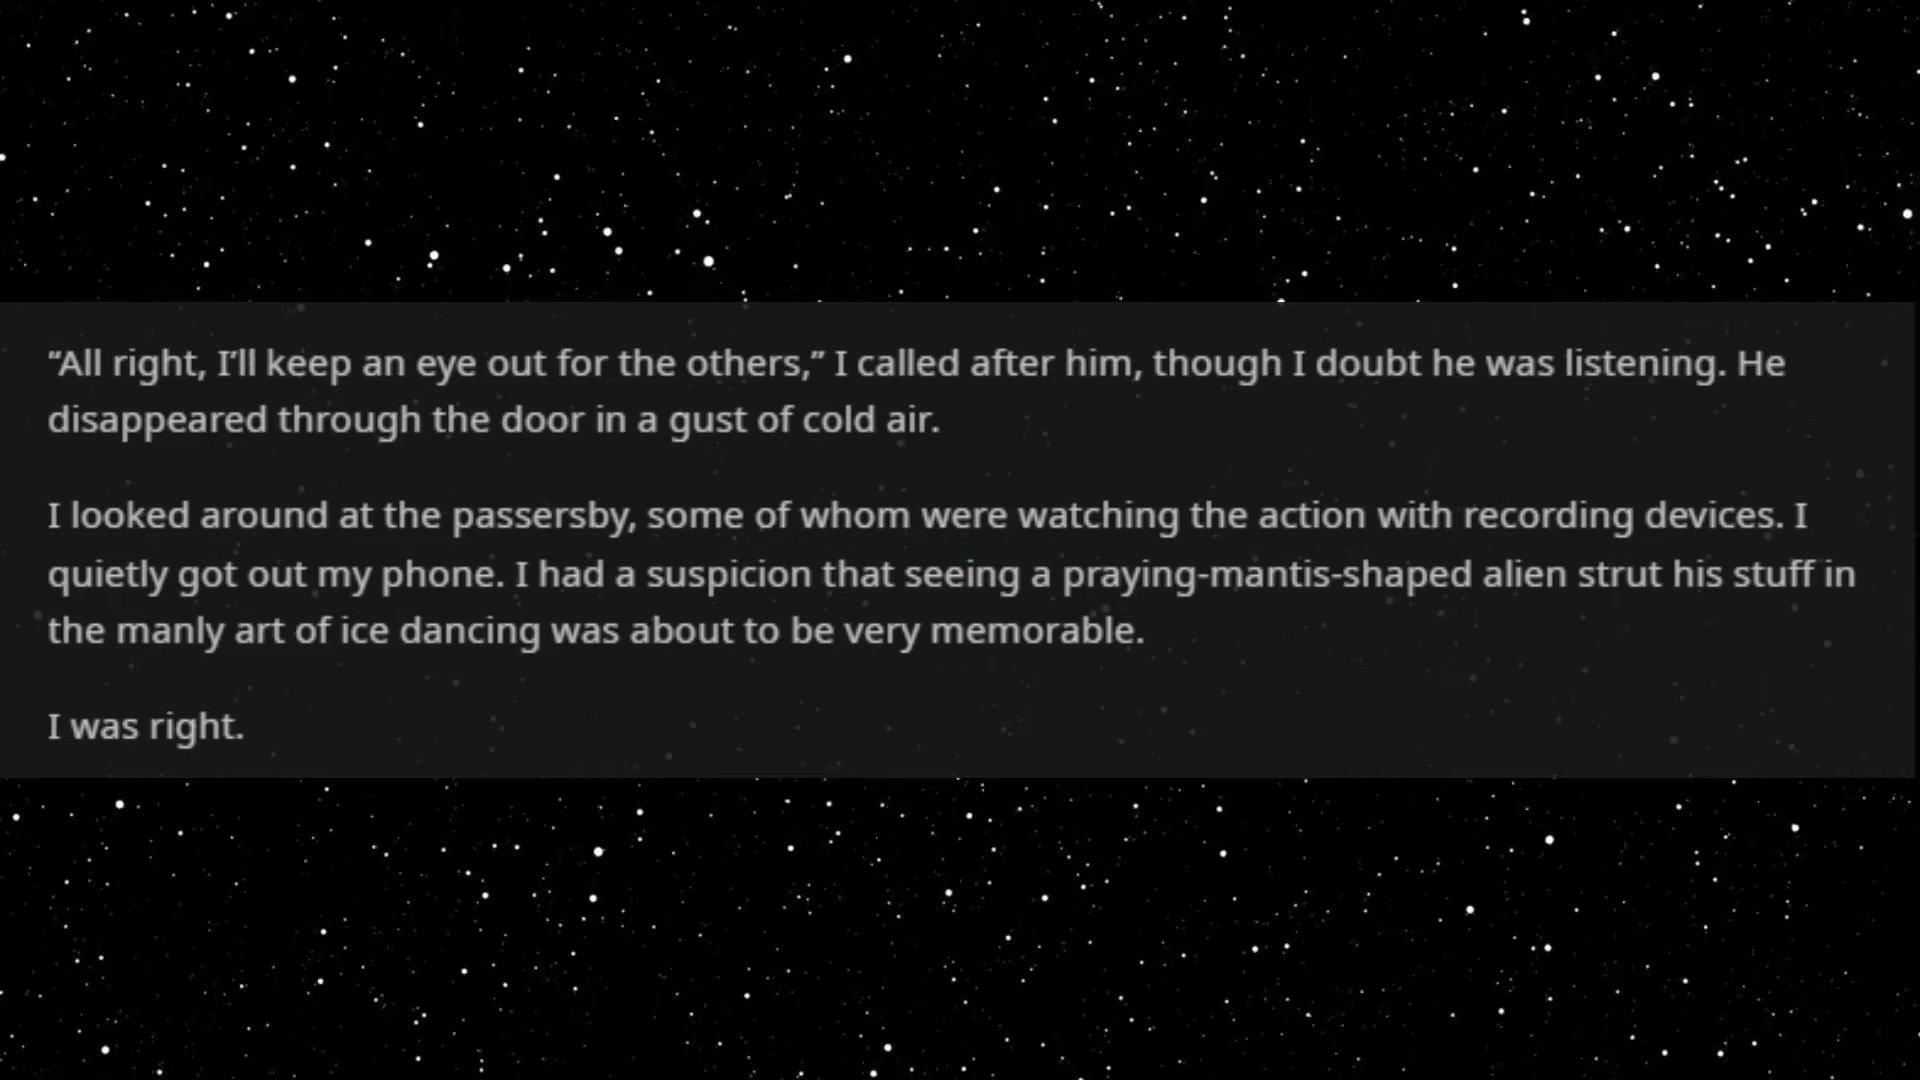 “All right, I’ll keep an eye out for the others,” I called after him, though I doubt he was listening. He
disappeared through the door in a gust of cold air.
I looked around at the passersby, some of whom were watching the action with recording devices. I
quietly got out my phone. I had a suspicion that seeing a praying-mantis-shaped alien strut his stuff in
the manly art of ice dancing was about to be very memorable.
I was right.